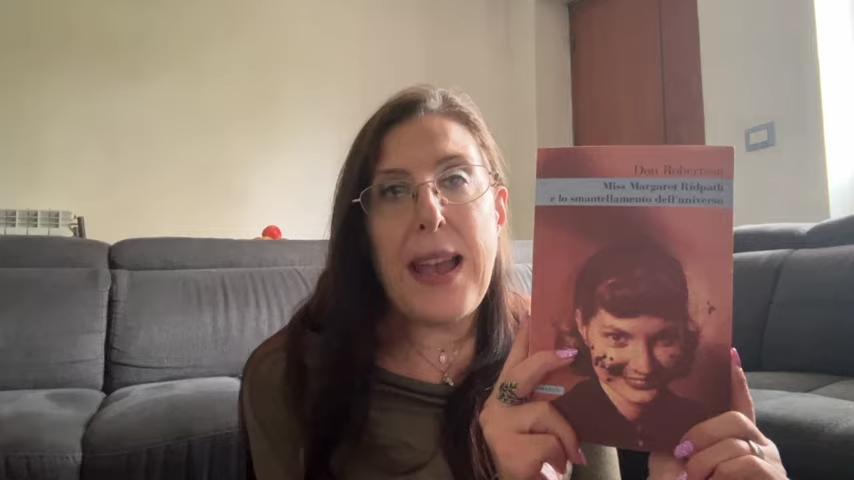 Don Robertson
Miss Margaret Ridpath
e lo smantellamento dell'universo